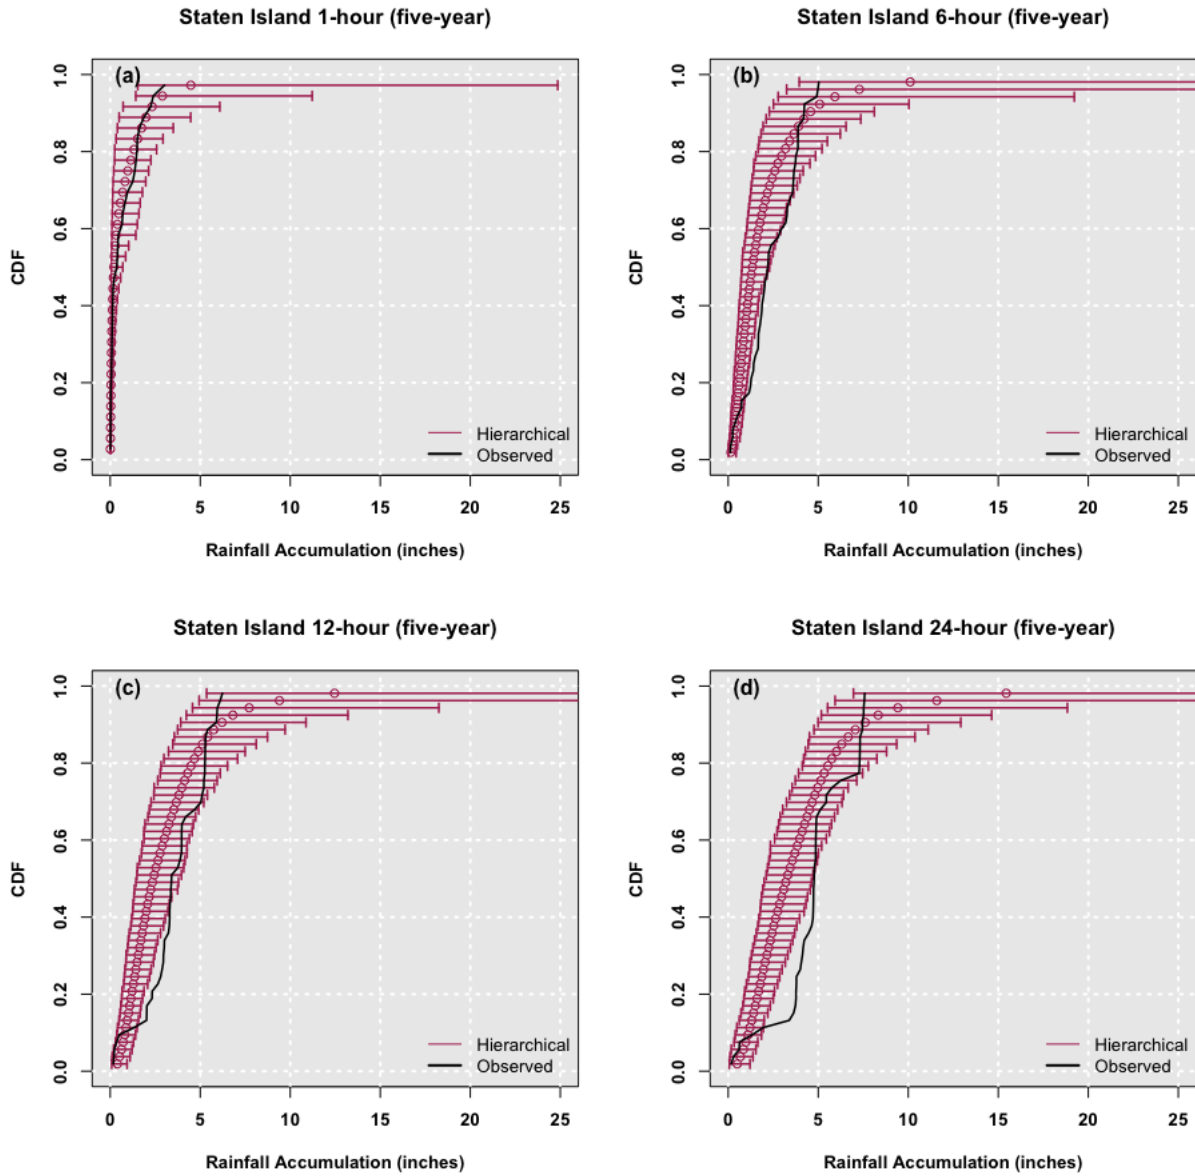 Staten Island 1-hour (five-year)
Staten Island 6-hour (five-year)
(a)
CDF
0.0 0.2 0.4 0.6 0.8 1.0
Hierarchical
Observed
0 5 10 15 20 25
Rainfall Accumulation (inches)
(b)
CDF
0.0 0.2 0.4 0.6 0.8 1.0
Hierarchical
Observed
0 5 10 15 20 25
Rainfall Accumulation (inches)
Staten Island 12-hour (five-year)
Staten Island 24-hour (five-year)
(c)
CDF
0.0 0.2 0.4 0.6 0.8 1.0
Hierarchical
Observed
0 5 10 15 20 25
Rainfall Accumulation (inches)
(d)
CDF
0.0 0.2 0.4 0.6 0.8 1.0
Hierarchical
Observed
0 5 10 15 20 25
Rainfall Accumulation (inches)